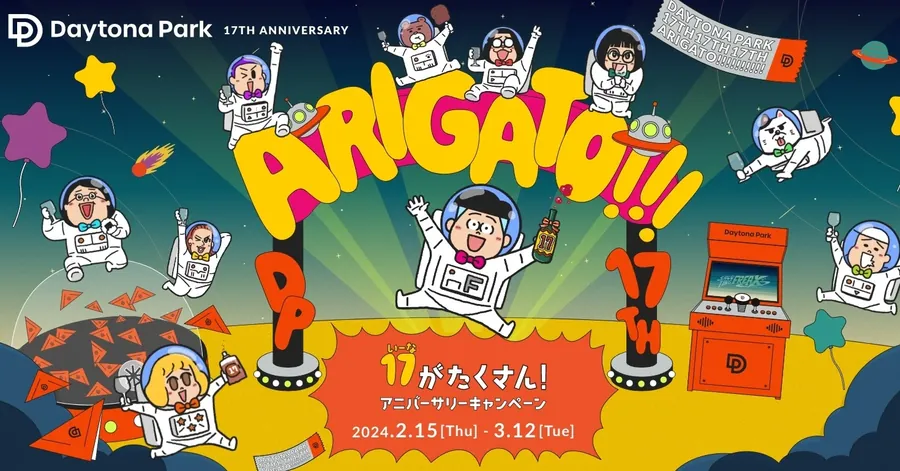 Daytona Park 17TH ANNIVERSARY
DAYTONA PARK
17TH 17TH 17TH
ARIGATO!!!!!!!!!!!
ARIGATO!!!
DP
17TH
17
F
Daytona Park
いーな
17がたくさん!
アニバーサリーキャンペーン
2024.2.15[Thu] - 3.12[Tue]